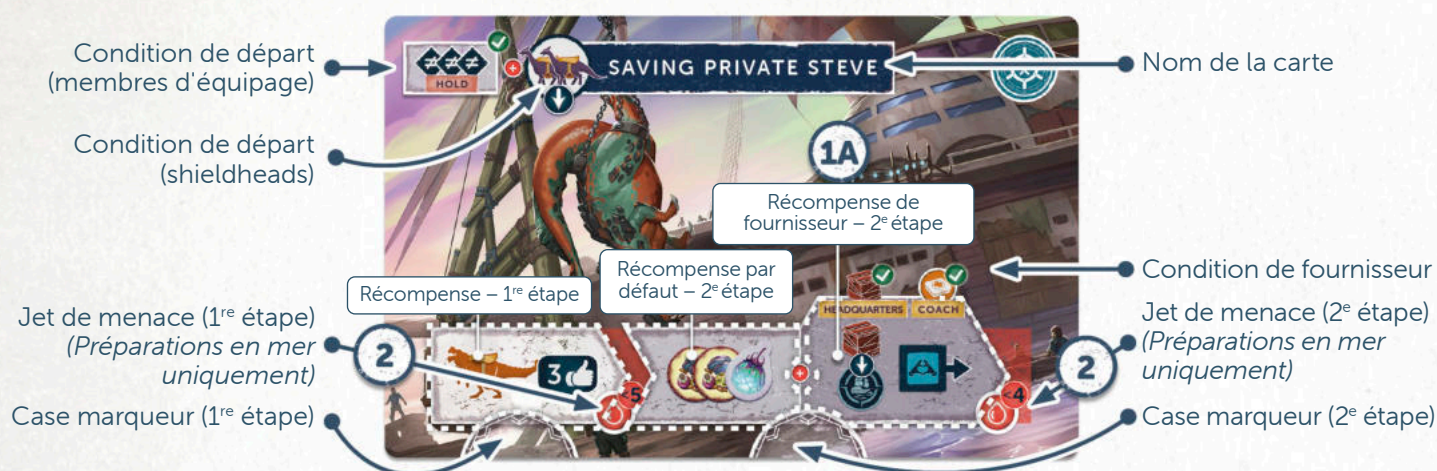 Condition de départ
(membres d'équipage)
HOLD
SAVING PRIVATE STEVE
Nom de la carte
Condition de départ
(shieldheads)
1A
Récompense de
fournisseur – 2e étape
Récompense par
défaut – 2e étape
Récompense – 1re étape
Condition de fournisseur
HEADQUARTERS
COACH
Jet de menace (1re étape)
(Préparations en mer
uniquement)
2
3
<5
<4
2
Jet de menace (2e étape)
(Préparations en mer
uniquement)
Case marqueur (1re étape)
Case marqueur (2e étape)